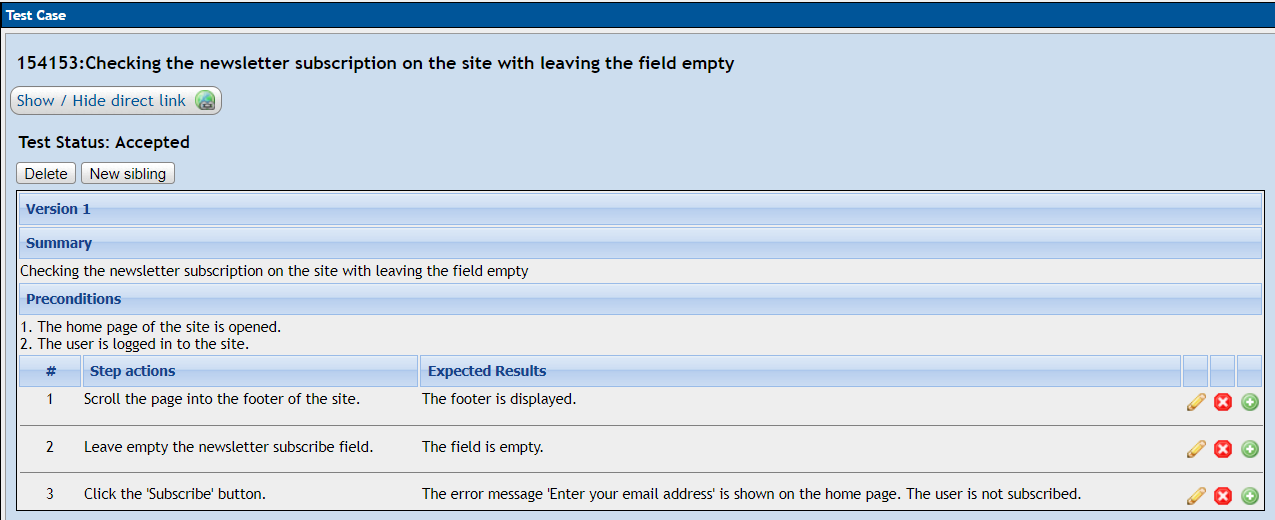 Test Case
154153:Checking the newsletter subscription on the site with leaving the field empty
Show / Hide direct link
Test Status: Accepted
Delete New sibling
Version 1
Summary
Checking the newsletter subscription on the site with leaving the field empty
Preconditions
1. The home page of the site is opened.
2. The user is logged in to the site.
# Step actions Expected Results
1 Scroll the page into the footer of the site. The footer is displayed.
2 Leave empty the newsletter subscribe field. The field is empty.
3 Click the 'Subscribe' button. The error message 'Enter your email address' is shown on the home page. The user is not subscribed.